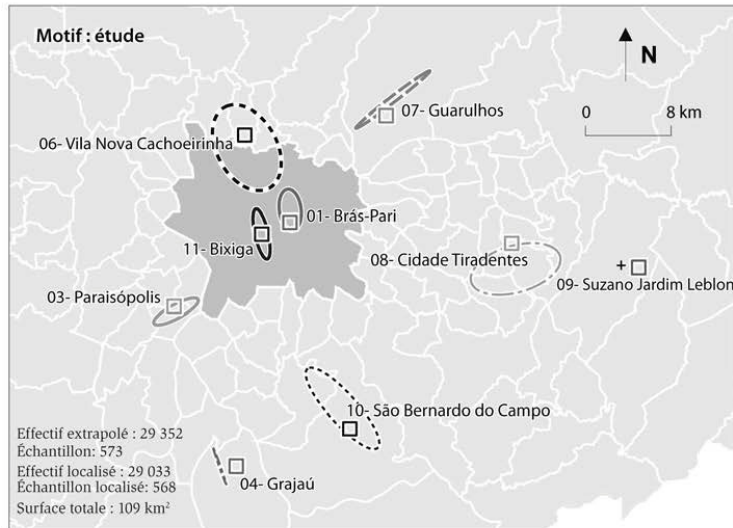 Motif : étude
N
0 8 km
07- Guarulhos
06- Vila Nova Cachoeirinha
01- Brás-Pari
11- Bixiga
08- Cidade Tiradentes
09- Suzano Jardim Leblon
03- Paraisópolis
10- São Bernardo do Campo
04- Grajaú
Effectif extrapolé : 29 352
Échantillon: 573
Effectif localisé : 29 033
Échantillon localisé: 568
Surface totale : 109 km²